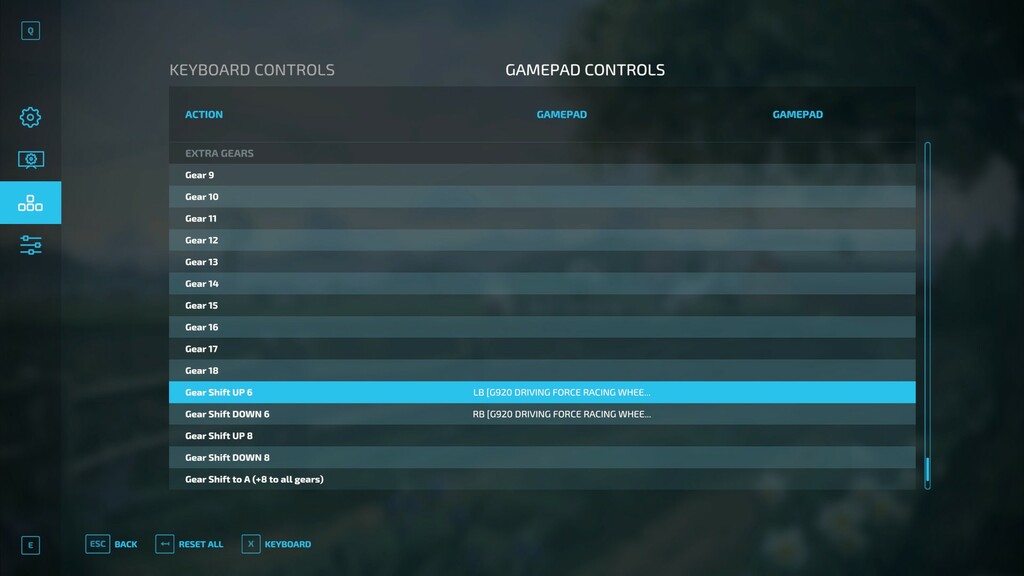 Q
KEYBOARD CONTROLS GAMEPAD CONTROLS
ACTION GAMEPAD GAMEPAD
EXTRA GEARS
Gear 9
Gear 10
Gear 11
Gear 12
Gear 13
Gear 14
Gear 15
Gear 16
Gear 17
Gear 18
Gear Shift UP 6 LB [G920 DRIVING FORCE RACING WHEE...
Gear Shift DOWN 6 RB [G920 DRIVING FORCE RACING WHEE...
Gear Shift UP 8
Gear Shift DOWN 8
Gear Shift to A (+8 to all gears)
E ESC BACK RESET ALL X KEYBOARD